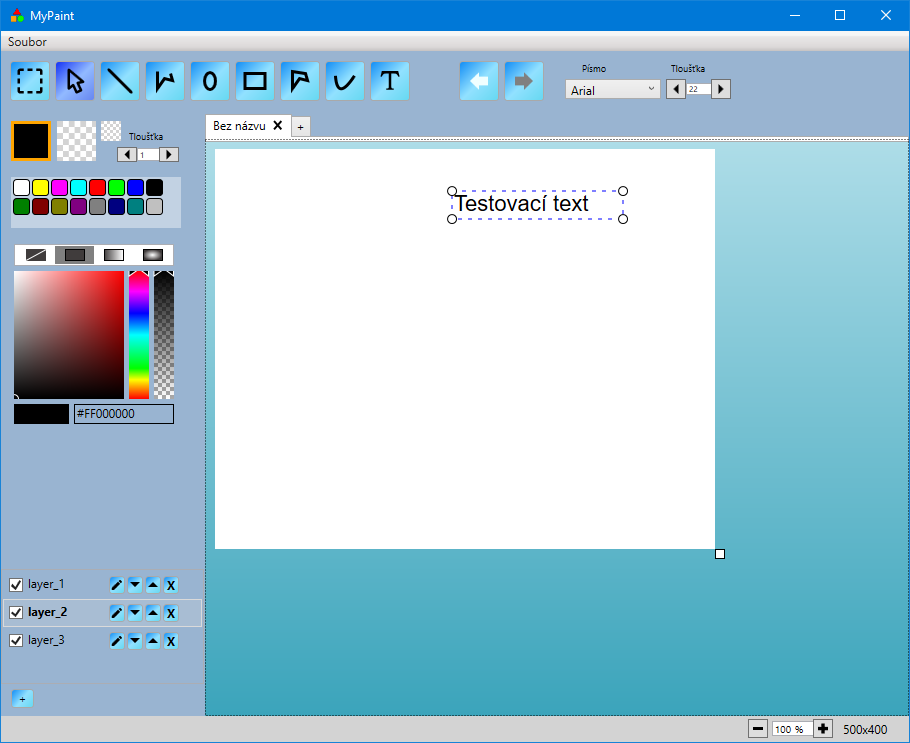 MyPaint
Soubor
T
Písmo
Tloušťka
Arial
22
Bez názvu X
+
Tloušťka
1
Testovací text
#FF000000
layer_1 X
layer_2 X
layer_3 X
+
100 %
500x400